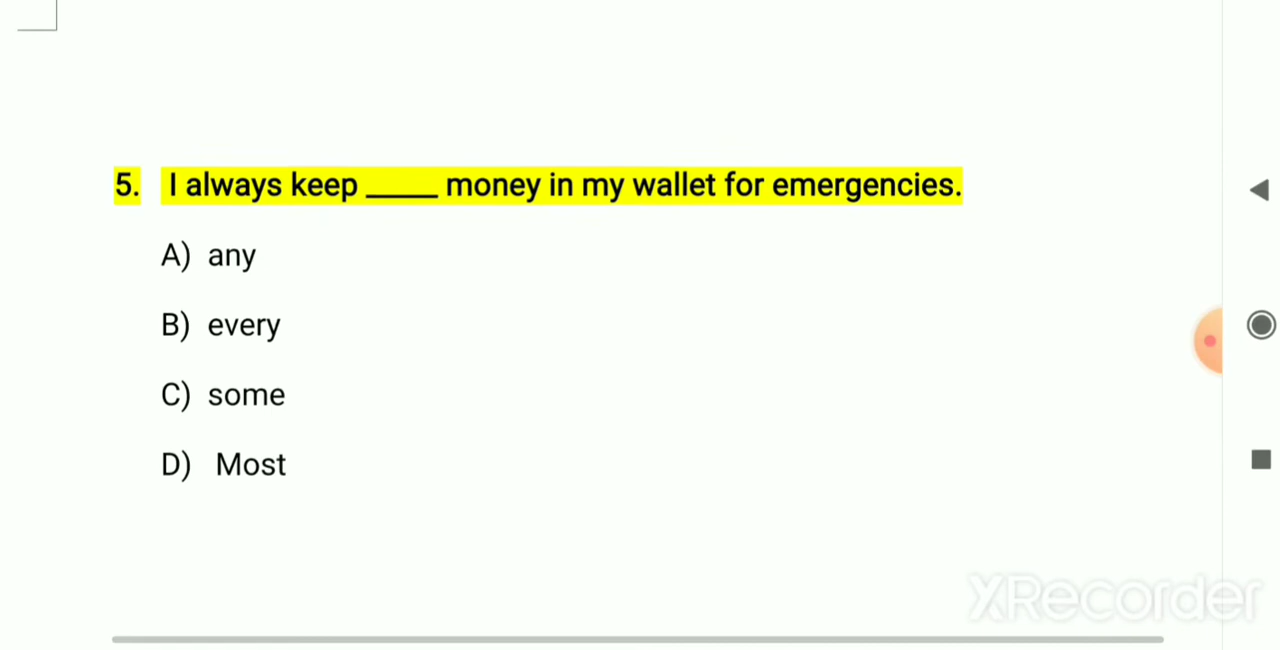 5. I always keep _____ money in my wallet for emergencies.
A) any
B) every
C) some
D) Most
XRecorder